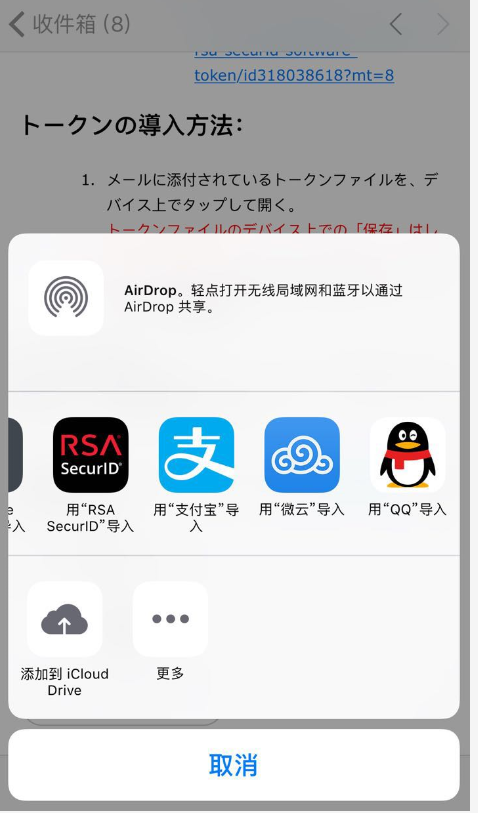 收件箱 (8)
rsa-securid-software-
token/id318038618?mt=8
トークンの導入方法：
1. メールに添付されているトークンファイルを、デ
バイス上でタップして開く。
トークンファイルのデバイス上での「保存」はし
AirDrop。轻点打开无线局域网和蓝牙以通过
AirDrop 共享。
RSA
SecurID
支
e
导入
用“RSA
SecurID”导入
用“支付宝”导
入
用“微云”导入
用“QQ”导入
添加到 iCloud
Drive
更多
取消